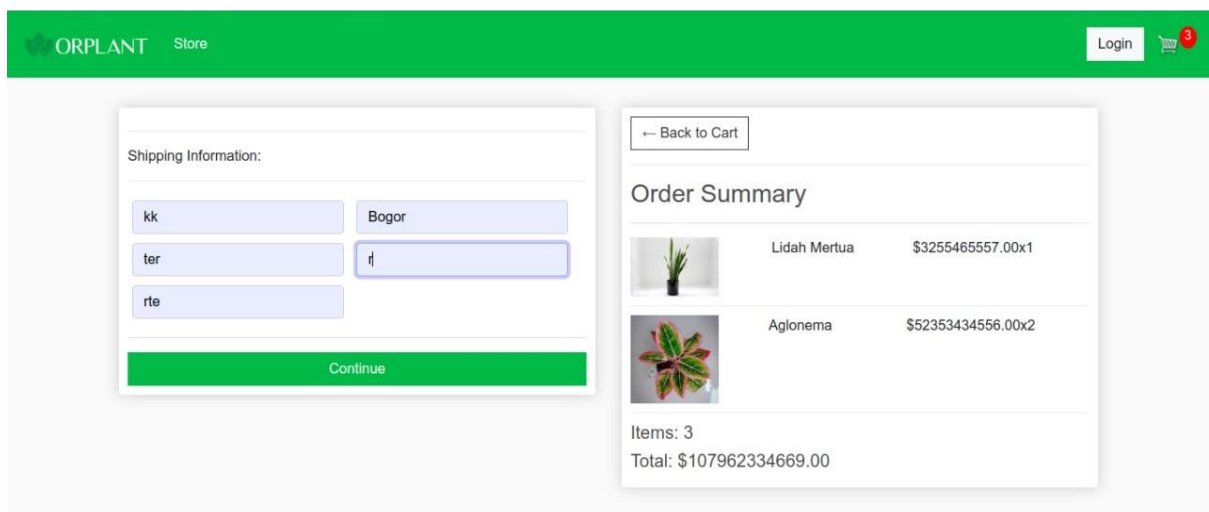 ORPLANT Store Login 3
Shipping Information:
kk Bogor
ter r
rte
Continue
← Back to Cart
Order Summary
Lidah Mertua $3255465557.00x1
Aglonema $52353434556.00x2
Items: 3
Total: $107962334669.00